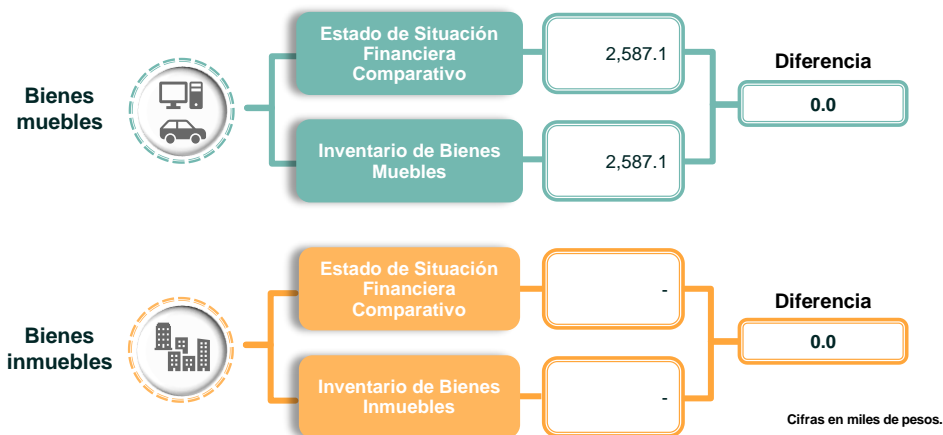 Bienes
muebles
Estado de Situación
Financiera
Comparativo
2,587.1
Inventario de Bienes
Muebles
2,587.1
Diferencia
0.0
Bienes
inmuebles
Estado de Situación
Financiera
Comparativo
-
Inventario de Bienes
Inmuebles
-
Diferencia
0.0
Cifras en miles de pesos.